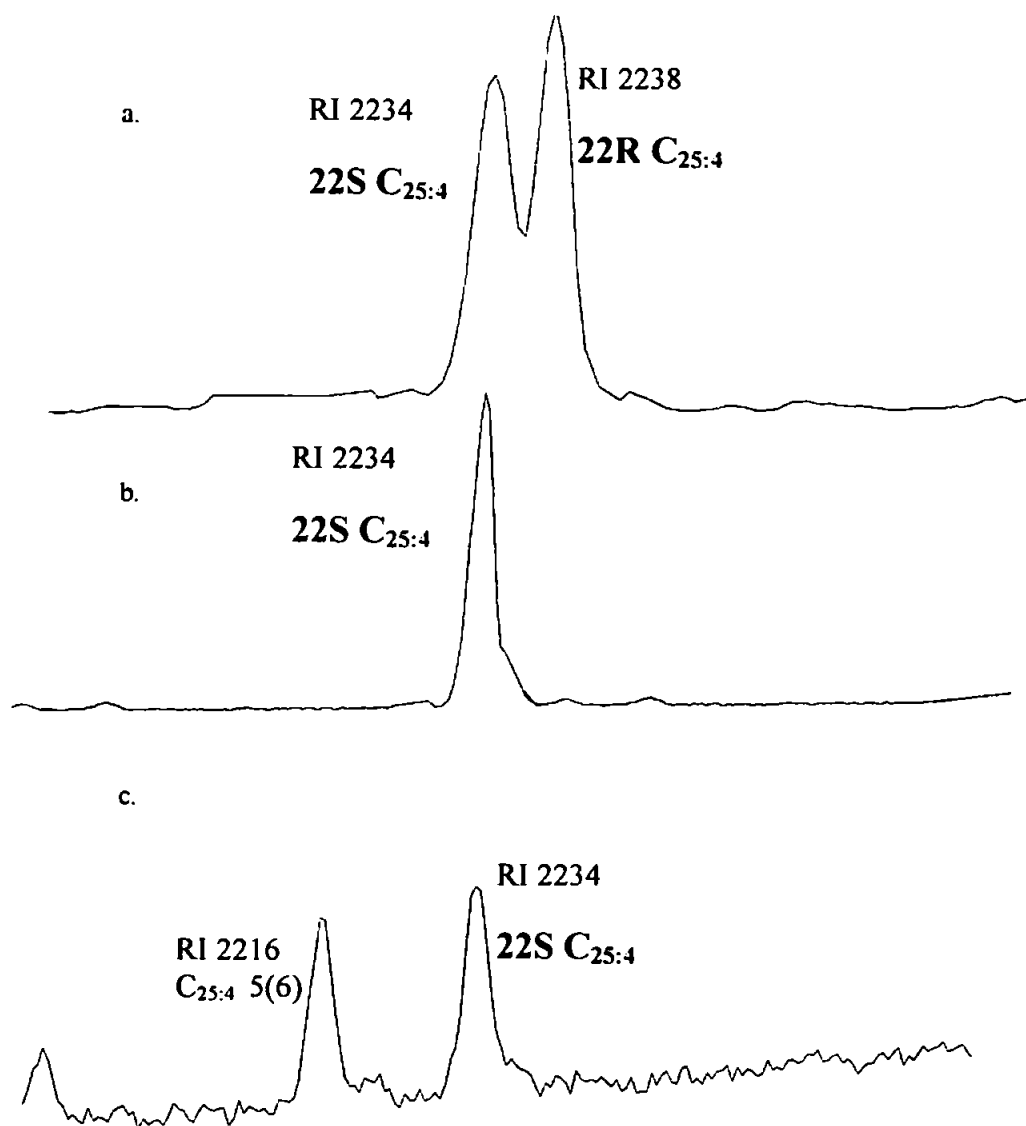 a.
RI 2234
22S C₂₅:₄
RI 2238
22R C₂₅:₄
b.
RI 2234
22S C₂₅:₄
c.
RI 2216
C₂₅:₄ 5(6)
RI 2234
22S C₂₅:₄